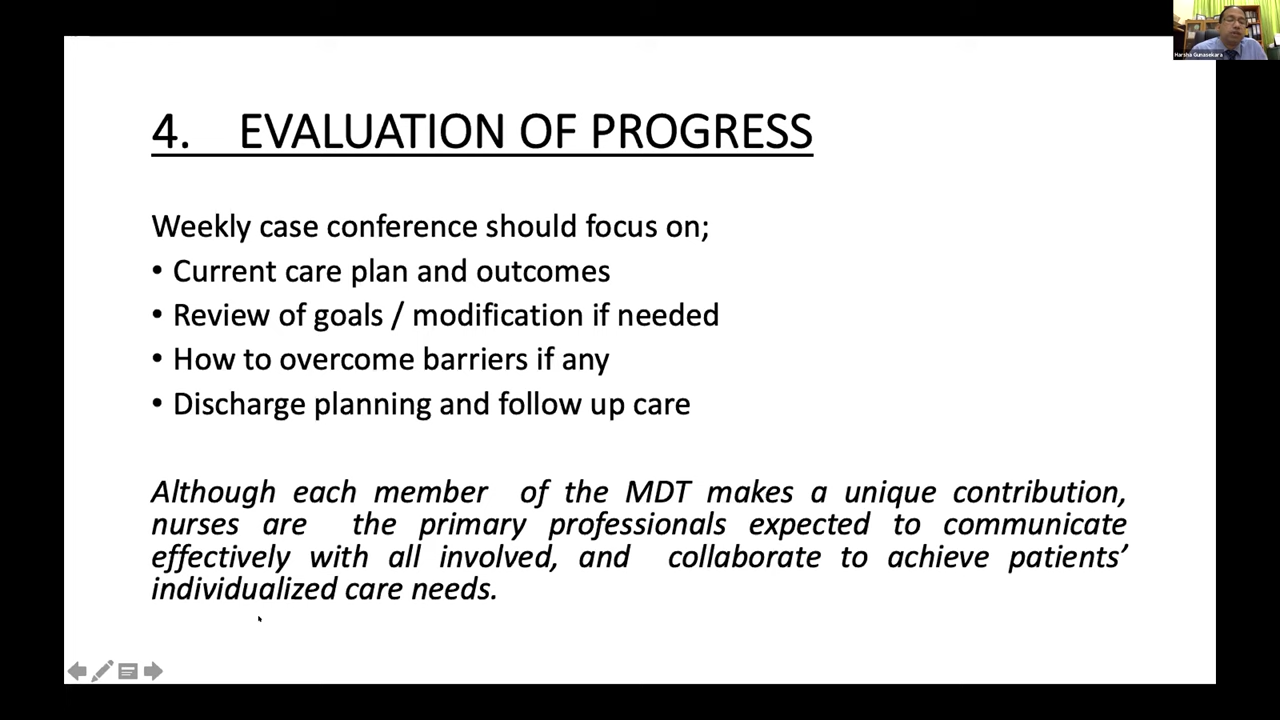 Harsha Gunasekara
4. EVALUATION OF PROGRESS
Weekly case conference should focus on;
• Current care plan and outcomes
• Review of goals / modification if needed
• How to overcome barriers if any
• Discharge planning and follow up care
Although each member of the MDT makes a unique contribution,
nurses are the primary professionals expected to communicate
effectively with all involved, and collaborate to achieve patients’
individualized care needs.